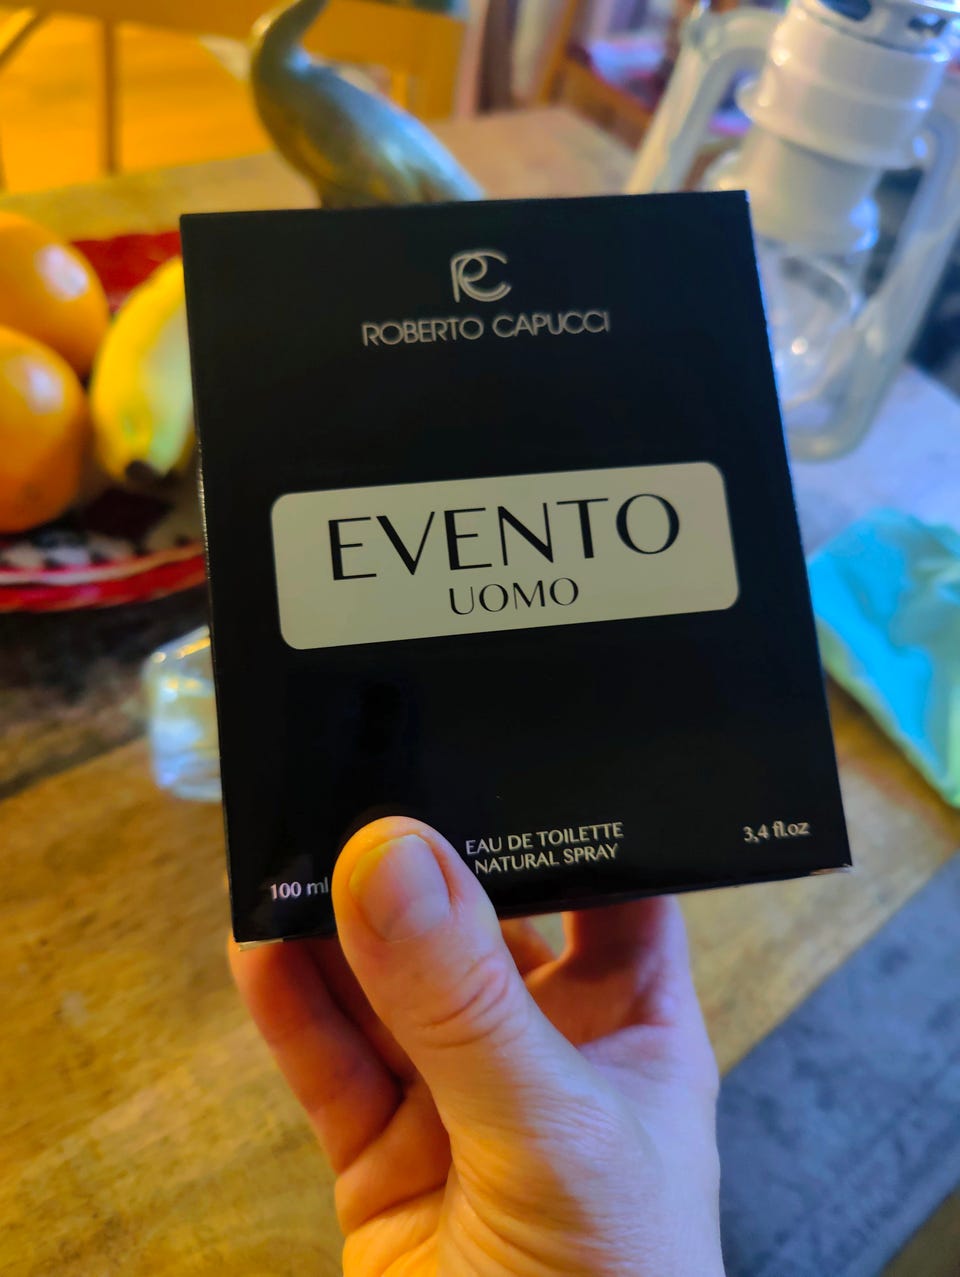 RC
ROBERTO CAPUCCI
EVENTO
UOMO
EAU DE TOILETTE
NATURAL SPRAY
100 ml
3,4 fl.oz